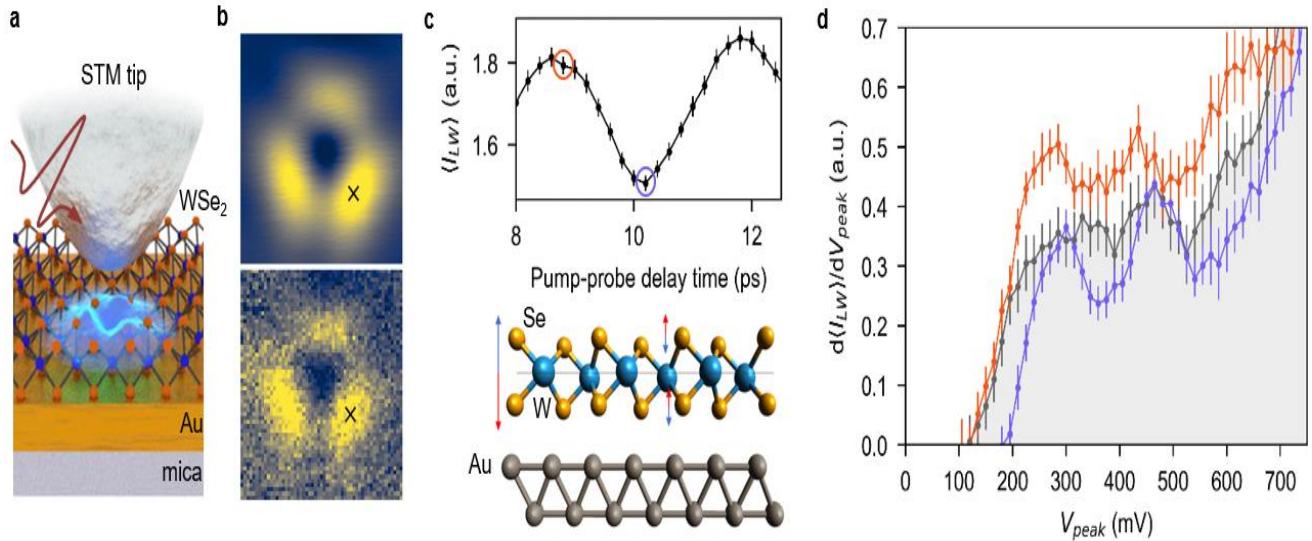 a
STM tip
WSe₂
Au
mica
b
×
×
c
⟨I_LW⟩ (a.u.)
1.8
1.6
8
10
12
Pump-probe delay time (ps)
Se
W
Au
d
d⟨I_LW⟩/dV_peak (a.u.)
0.7
0.6
0.5
0.4
0.3
0.2
0.1
0.0
0
100
200
300
400
500
600
700
V_peak (mV)